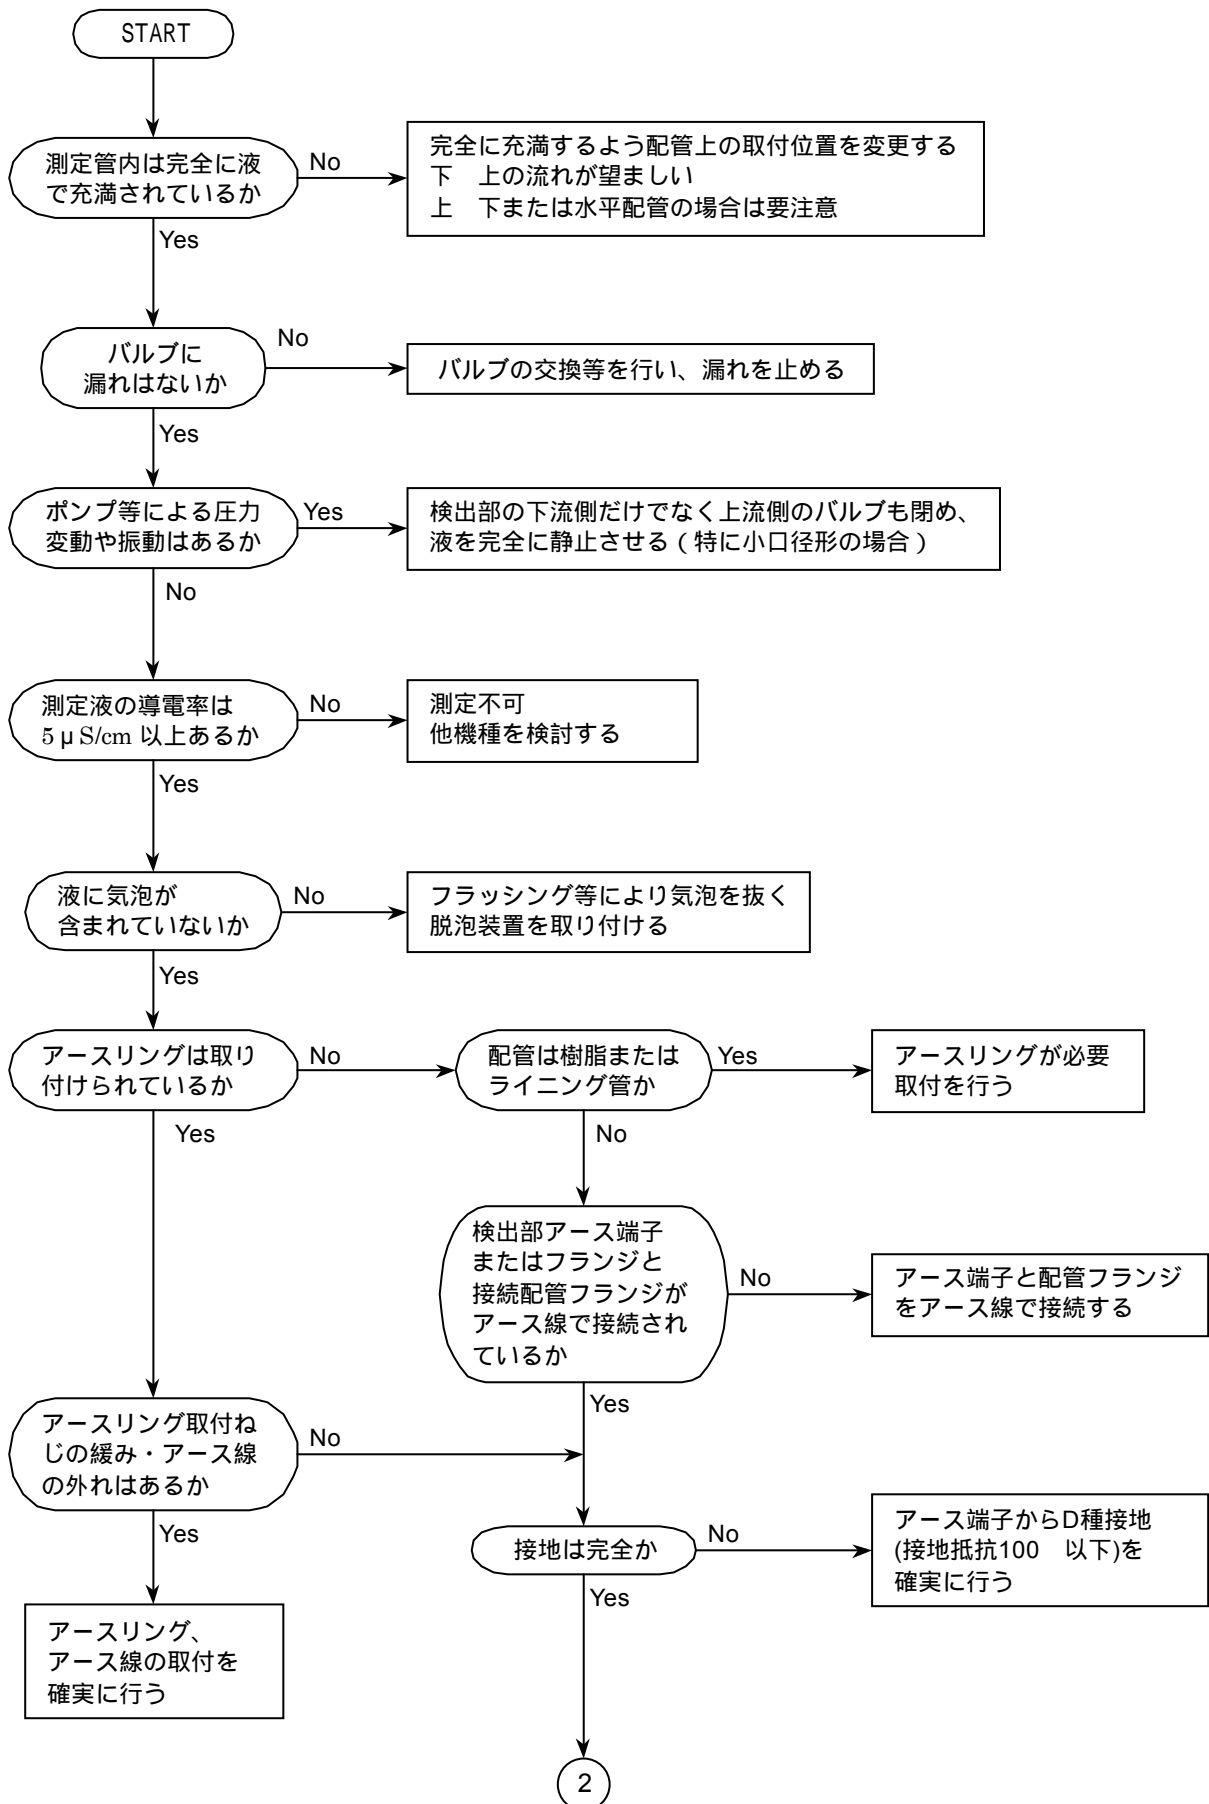 START
測定管内は完全に液
で充満されているか
No
完全に充満するよう配管上の取付位置を変更する
下　上の流れが望ましい
上　下または水平配管の場合は要注意
Yes
バルブに
漏れはないか
No
バルブの交換等を行い、漏れを止める
Yes
ポンプ等による圧力
変動や振動はあるか
Yes
検出部の下流側だけでなく上流側のバルブも閉め、
液を完全に静止させる（特に小口径形の場合）
No
測定液の導電率は
5μS/cm 以上あるか
No
測定不可
他機種を検討する
Yes
液に気泡が
含まれていないか
No
フラッシング等により気泡を抜く
脱泡装置を取り付ける
Yes
アースリングは取り
付けられているか
No
配管は樹脂または
ライニング管か
Yes
アースリングが必要
取付を行う
Yes
No
検出部アース端子
またはフランジと
接続配管フランジが
アース線で接続され
ているか
No
アース端子と配管フランジ
をアース線で接続する
Yes
アースリング取付ね
じの緩み・アース線
の外れはあるか
No
Yes
接地は完全か
No
アース端子からD種接地
(接地抵抗100　以下)を
確実に行う
Yes
アースリング、
アース線の取付を
確実に行う
2